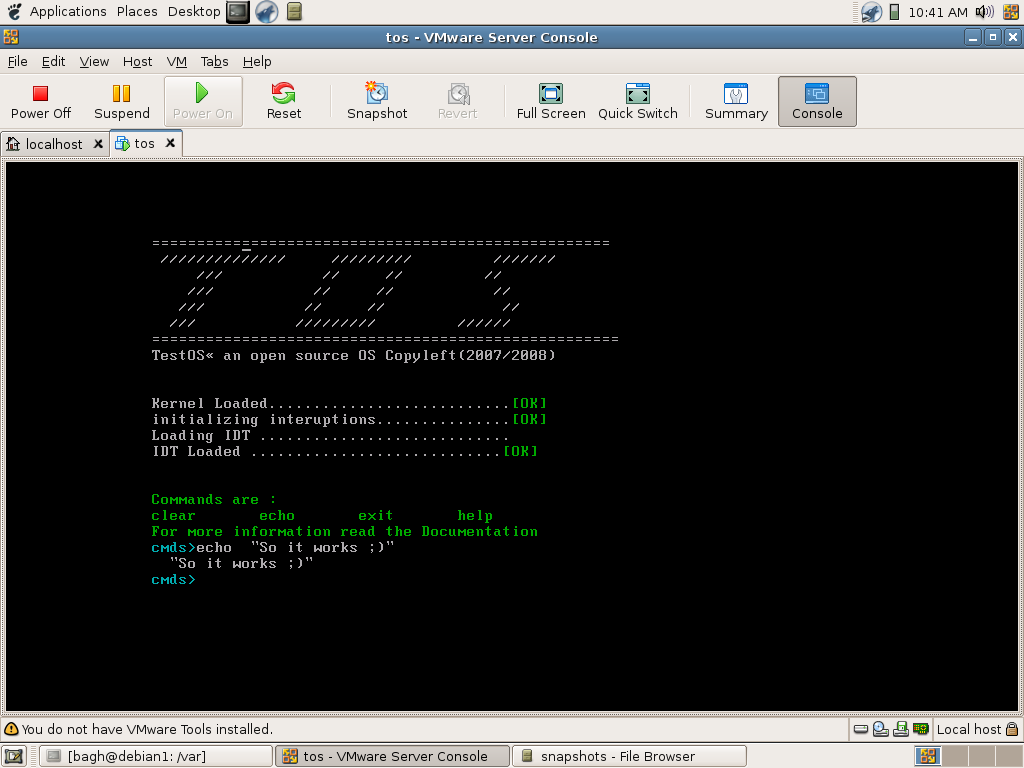 Applications Places Desktop 10:41 AM
tos - VMware Server Console
File Edit View Host VM Tabs Help
Power Off Suspend Power On Reset Snapshot Revert Full Screen Quick Switch Summary Console
localhost tos
===================================================
////////////// ///////// ///////
/// // // //
/// // // //
/// // // //
/// ///////// //////
====================================================
TestOS« an open source OS Copyleft(2007/2008)
Kernel Loaded...........................[OK]
initializing interuptions...............[OK]
Loading IDT ............................
IDT Loaded ............................[OK]
Commands are :
clear echo exit help
For more information read the Documentation
cmds>echo "So it works ;)"
"So it works ;)"
cmds>
You do not have VMware Tools installed. Local host
[bagh@debian1: /var] tos - VMware Server Console snapshots - File Browser